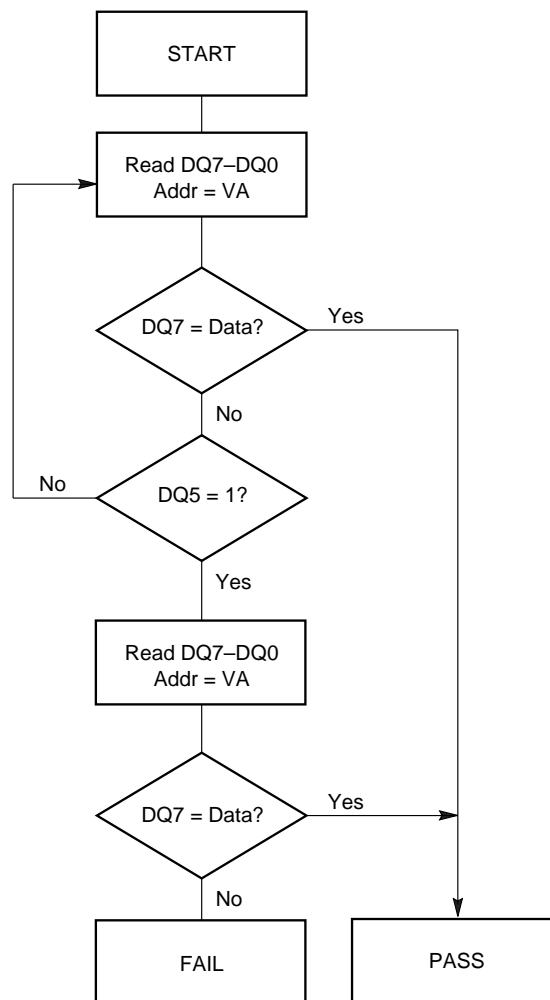 START
Read DQ7–DQ0
Addr = VA
DQ7 = Data?
Yes
No
No
DQ5 = 1?
Yes
Read DQ7–DQ0
Addr = VA
DQ7 = Data?
Yes
No
FAIL
PASS